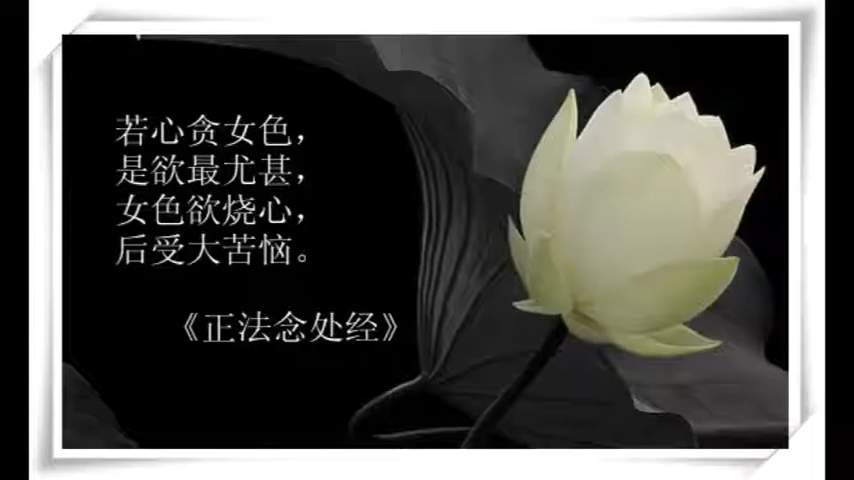 若心贪女色，
是欲最尤甚，
女色欲烧心，
后受大苦恼。
《正法念处经》